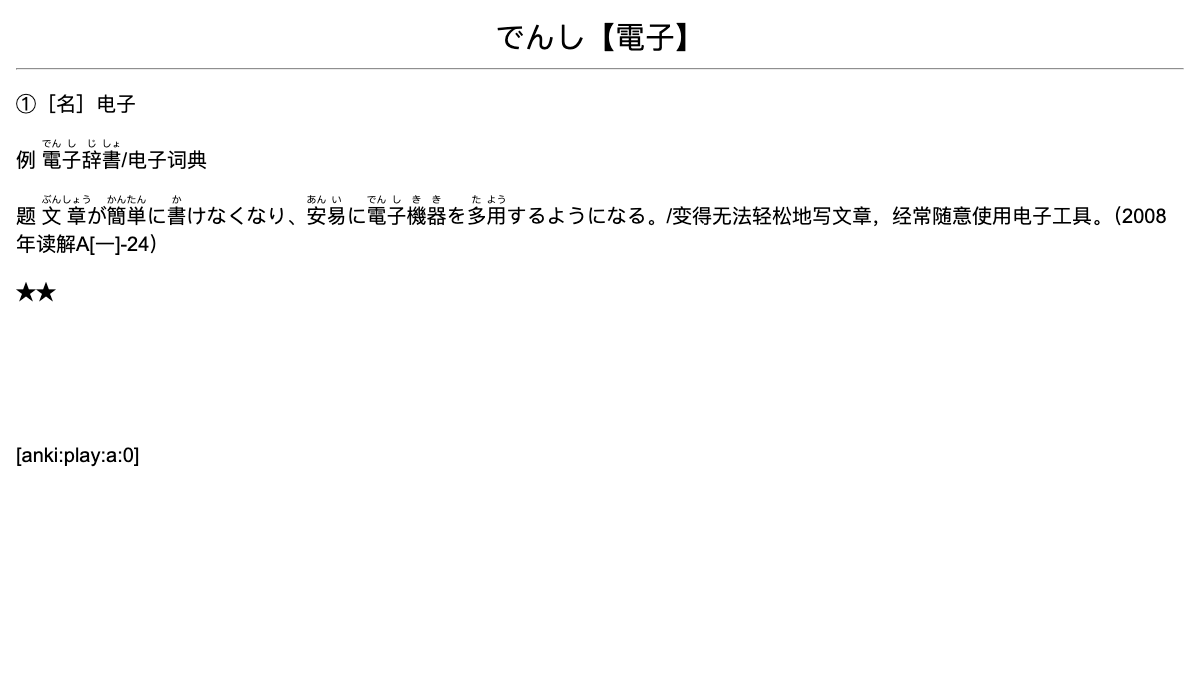 でんし【電子】
①［名］电子
でん し じ しょ
例 電子辞書/电子词典
ぶんしょう かんたん か あん い でん し き き た よう
题 文章が簡単に書けなくなり、安易に電子機器を多用するようになる。/变得无法轻松地写文章，经常随意使用电子工具。（2008
年读解A[一]-24）
★★
[anki:play:a:0]